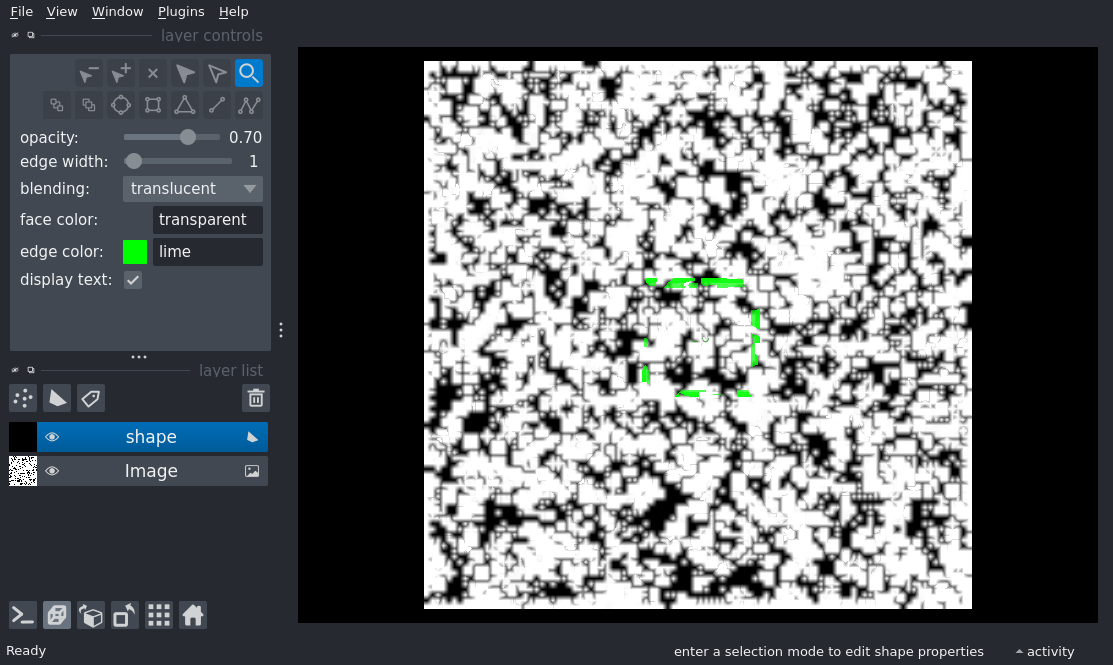 File View Window Plugins Help
layer controls
opacity: 0.70
edge width: 1
blending: translucent
face color: transparent
edge color: lime
display text:
layer list
shape
Image
Ready
enter a selection mode to edit shape properties
activity